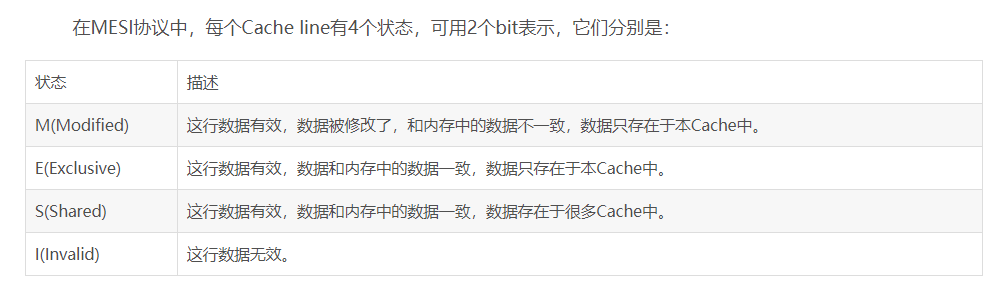 在MESI协议中，每个Cache line有4个状态，可用2个bit表示，它们分别是：
状态 描述
M(Modified) 这行数据有效，数据被修改了，和内存中的数据不一致，数据只存在于本Cache中。
E(Exclusive) 这行数据有效，数据和内存中的数据一致，数据只存在于本Cache中。
S(Shared) 这行数据有效，数据和内存中的数据一致，数据存在于很多Cache中。
I(Invalid) 这行数据无效。